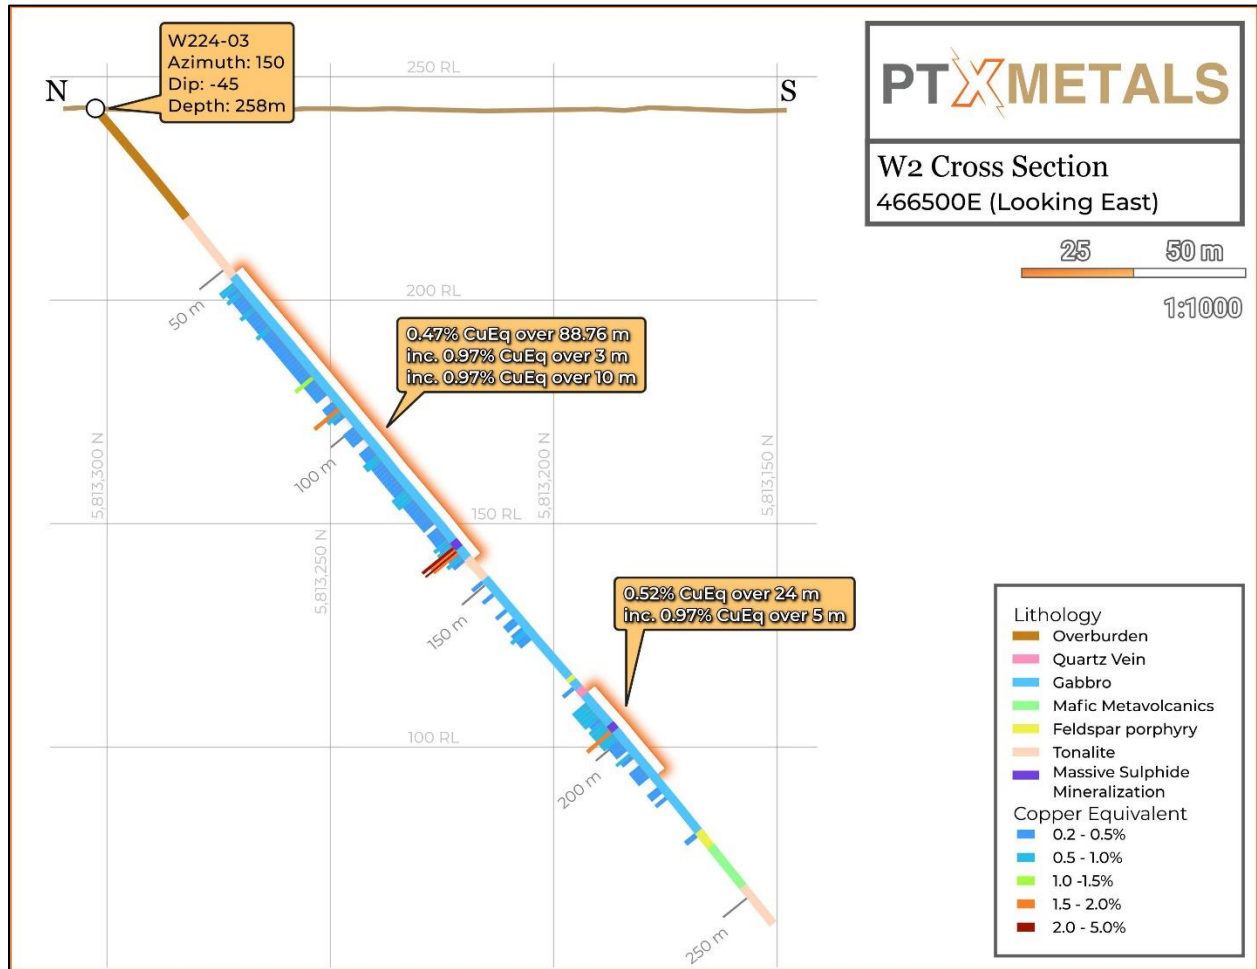 W224-03
Azimuth: 150
Dip: -45
Depth: 258m
N
S
250 RL
PTXMETALS
W2 Cross Section
466500E (Looking East)
25 50 m
1:1000
50 m
200 RL
0.47% CuEq over 88.76 m
inc. 0.97% CuEq over 3 m
inc. 0.97% CuEq over 10 m
5,813,300 N
100 m
5,813,200 N
5,813,150 N
150 RL
5,813,250 N
150 m
0.52% CuEq over 24 m
inc. 0.97% CuEq over 5 m
100 RL
200 m
250 m
Lithology
Overburden
Quartz Vein
Gabbro
Mafic Metavolcanics
Feldspar porphyry
Tonalite
Massive Sulphide
Mineralization
Copper Equivalent
0.2 - 0.5%
0.5 - 1.0%
1.0 -1.5%
1.5 - 2.0%
2.0 - 5.0%